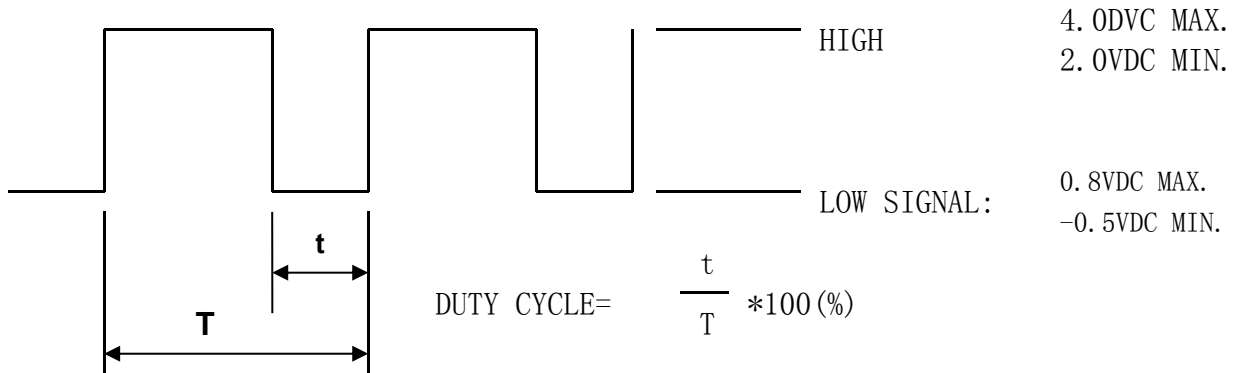 HIGH
4.0DVC MAX.
2.0VDC MIN.
LOW SIGNAL:
0.8VDC MAX.
-0.5VDC MIN.
t
T
DUTY CYCLE=
t
T
*100(%)